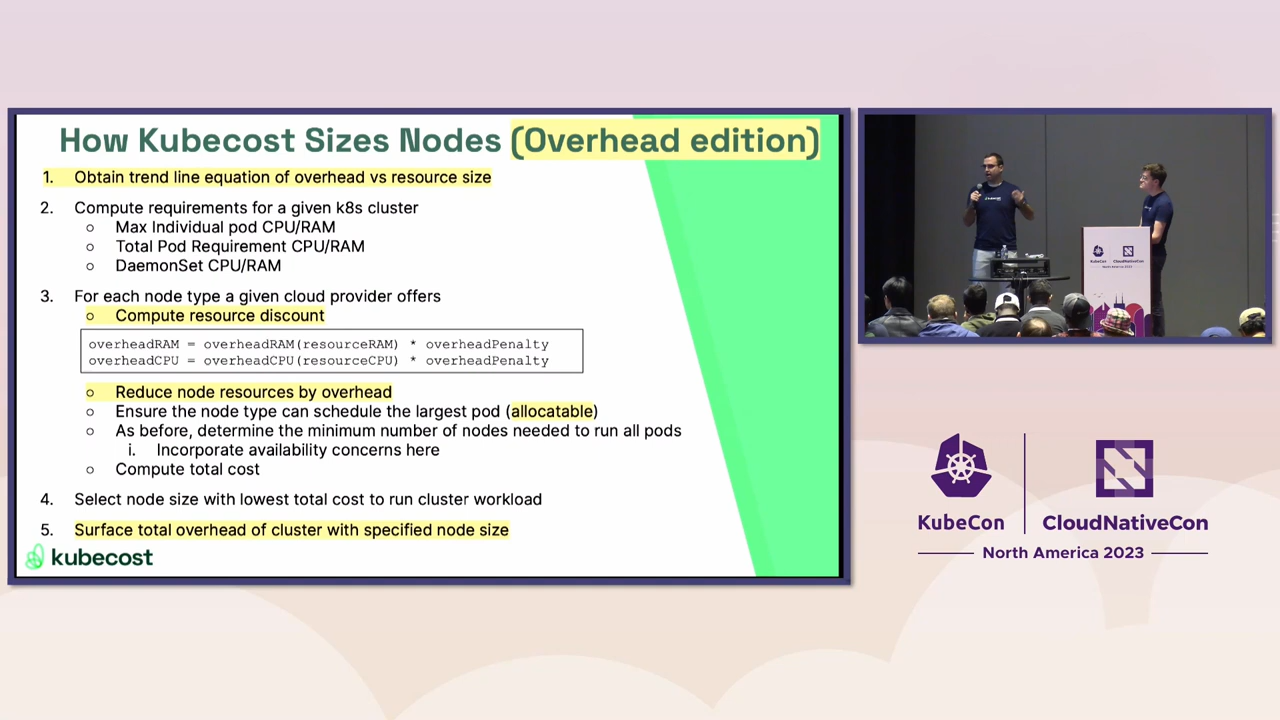 How Kubecost Sizes Nodes (Overhead edition)
1. Obtain trend line equation of overhead vs resource size
2. Compute requirements for a given k8s cluster
○ Max Individual pod CPU/RAM
○ Total Pod Requirement CPU/RAM
○ DaemonSet CPU/RAM
3. For each node type a given cloud provider offers
○ Compute resource discount
overheadRAM = overheadRAM(resourceRAM) * overheadPenalty
overheadCPU = overheadCPU(resourceCPU) * overheadPenalty
○ Reduce node resources by overhead
○ Ensure the node type can schedule the largest pod (allocatable)
○ As before, determine the minimum number of nodes needed to run all pods
i. Incorporate availability concerns here
○ Compute total cost
4. Select node size with lowest total cost to run cluster workload
5. Surface total overhead of cluster with specified node size
kubecost
KubeCon
CloudNativeCon
North America 2023
KubeCon
CloudNativeCon
North America 2023